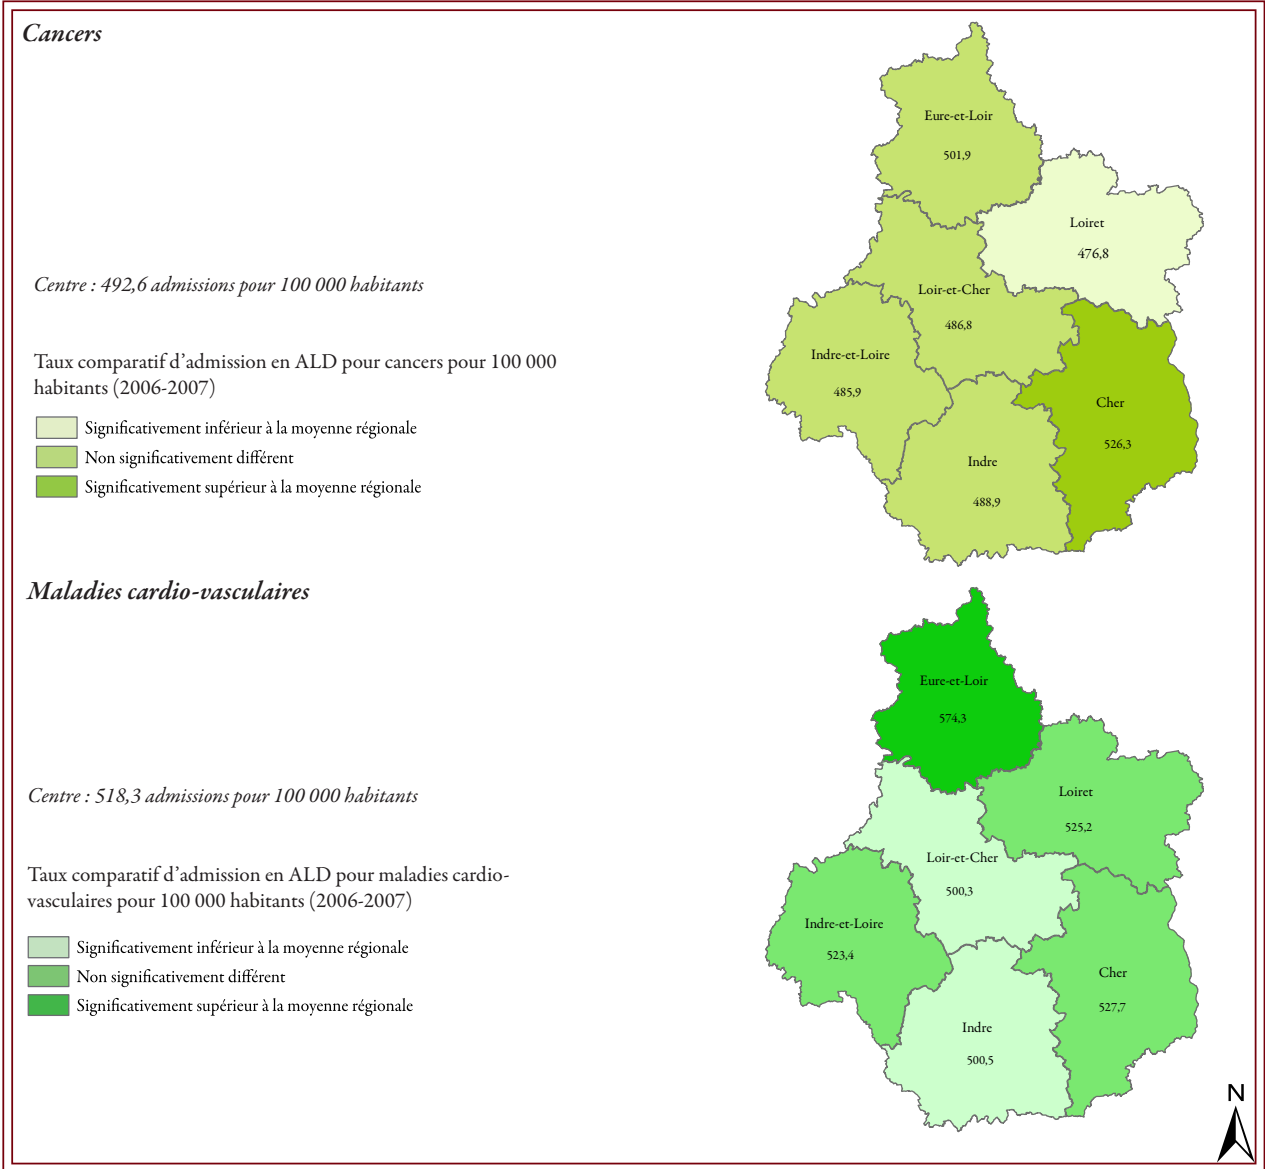 Cancers
Eure-et-Loir
501,9
Loiret
476,8
Centre : 492,6 admissions pour 100 000 habitants
Loir-et-Cher
486,8
Taux comparatif d’admission en ALD pour cancers pour 100 000
habitants (2006-2007)
Indre-et-Loire
485,9
Cher
526,3
Significativement inférieur à la moyenne régionale
Non significativement différent
Significativement supérieur à la moyenne régionale
Indre
488,9
Maladies cardio-vasculaires
Eure-et-Loir
574,3
Centre : 518,3 admissions pour 100 000 habitants
Loiret
525,2
Loir-et-Cher
500,3
Taux comparatif d’admission en ALD pour maladies cardio-
vasculaires pour 100 000 habitants (2006-2007)
Indre-et-Loire
523,4
Significativement inférieur à la moyenne régionale
Non significativement différent
Significativement supérieur à la moyenne régionale
Cher
527,7
Indre
500,5
N